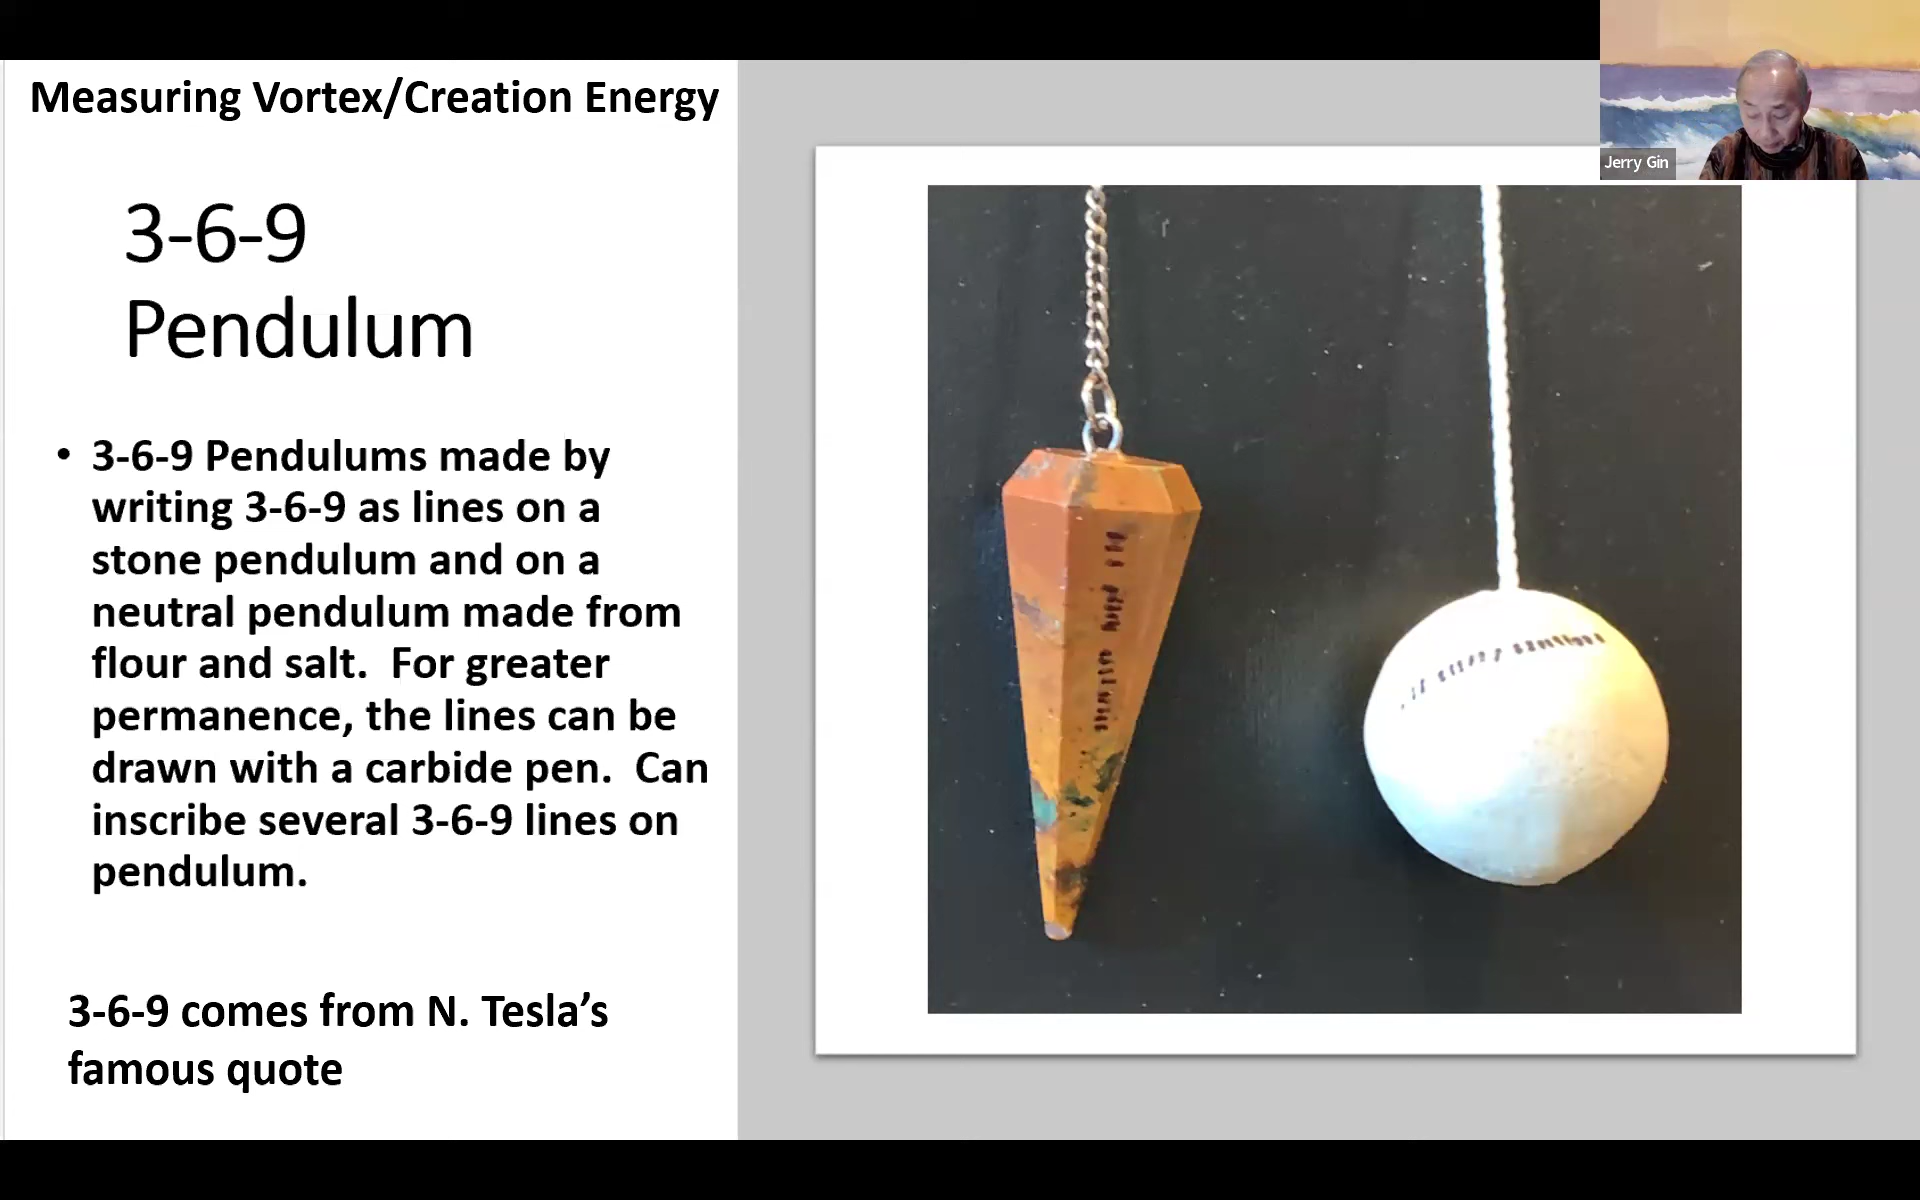 Measuring Vortex/Creation Energy
Jerry Gin
3-6-9
Pendulum
• 3-6-9 Pendulums made by
writing 3-6-9 as lines on a
stone pendulum and on a
neutral pendulum made from
flour and salt.  For greater
permanence, the lines can be
drawn with a carbide pen.  Can
inscribe several 3-6-9 lines on
pendulum.
3-6-9 comes from N. Tesla’s
famous quote